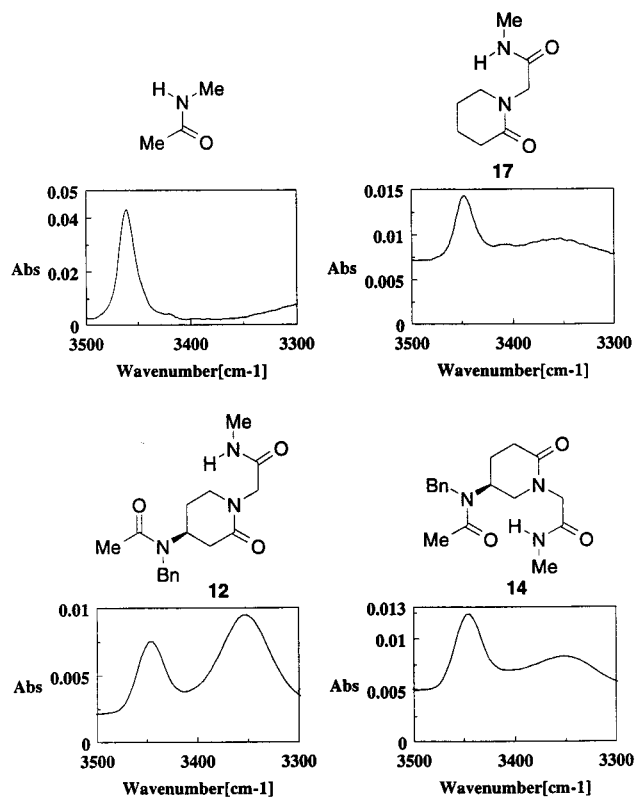 H
N
Me
Me
O
0.05
0.04
Abs
0.02
0
3500
3400
3300
Wavenumber[cm-1]
Me
N
H
O
N
O
17
0.015
0.01
Abs
0.005
0
3500
3400
3300
Wavenumber[cm-1]
Me
N
H
O
O
N
Me
N
O
Bn
12
0.01
Abs
0.005
0
3500
3400
3300
Wavenumber[cm-1]
O
Bn
N
N
Me
O
H
N
O
Me
14
0.013
0.01
Abs
0.005
0
3500
3400
3300
Wavenumber[cm-1]